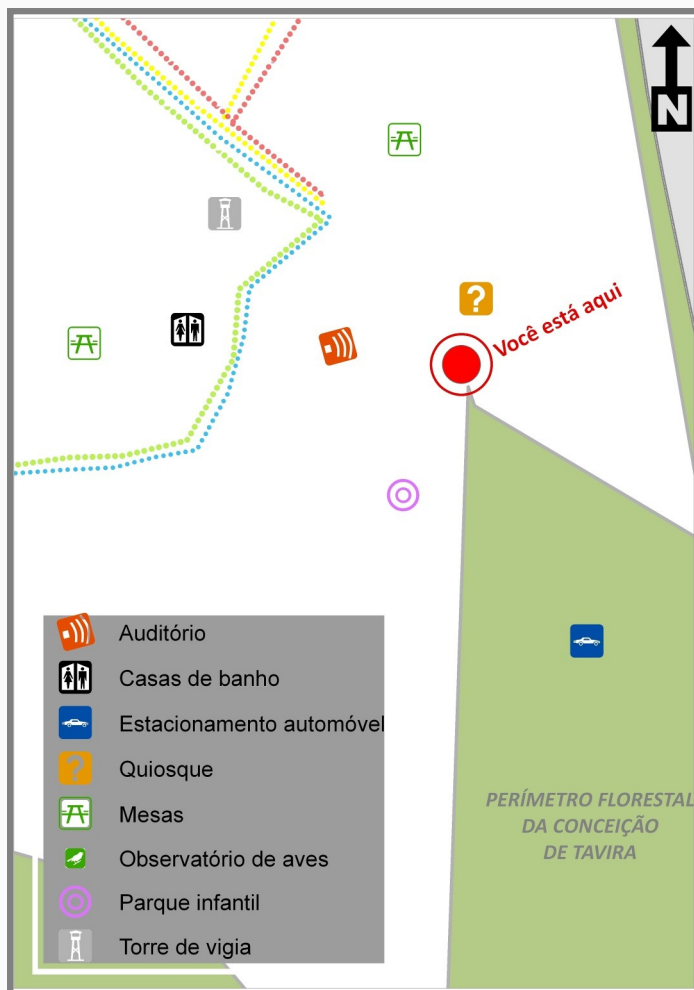 N
?
Você está aqui
Auditório
Casas de banho
Estacionamento automóvel
? Quiosque
Mesas
Observatório de aves
Parque infantil
Torre de vigia
PERÍMETRO FLORESTAL
DA CONCEIÇÃO
DE TAVIRA